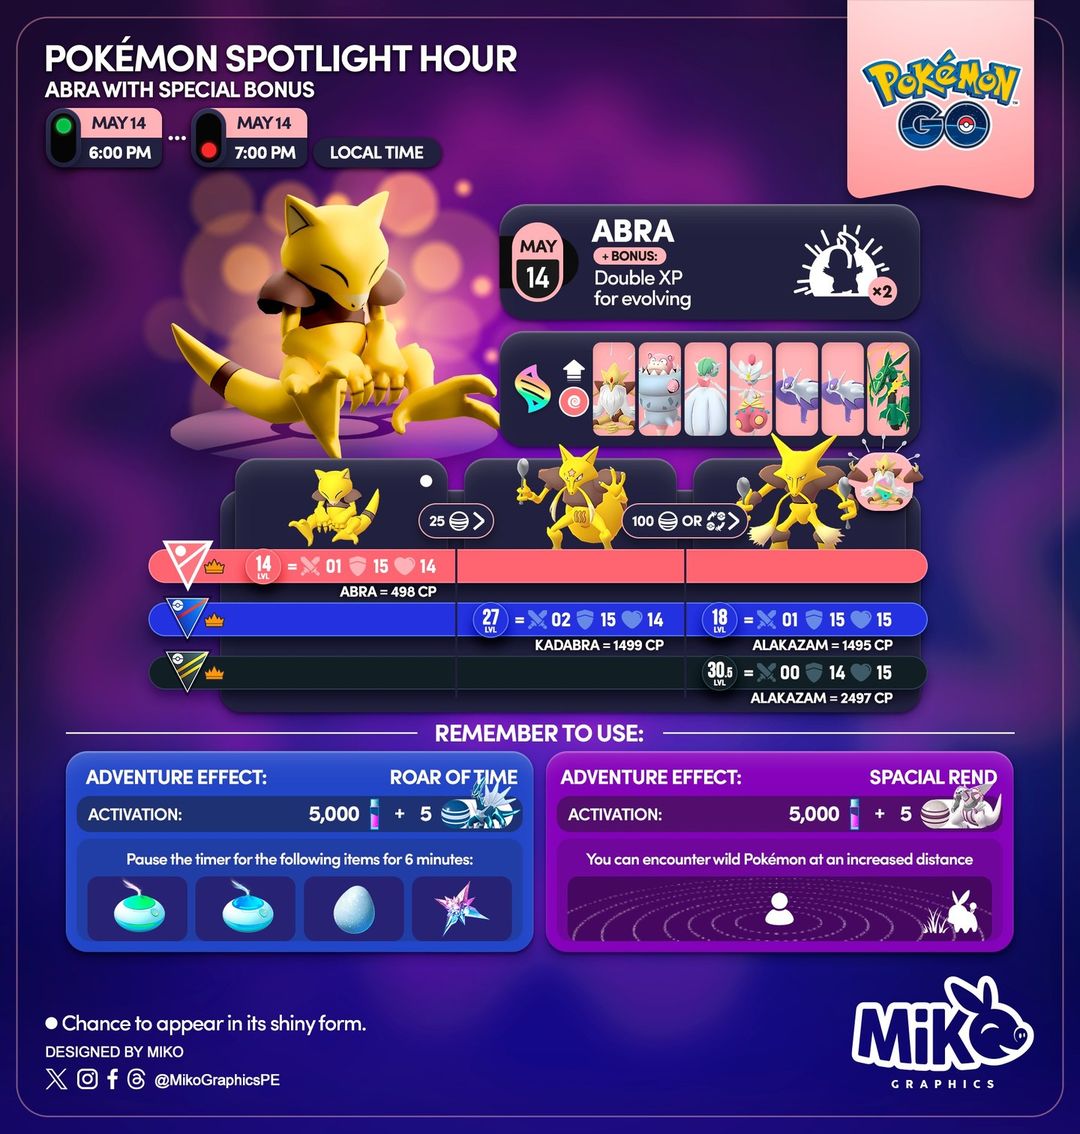 POKÉMON SPOTLIGHT HOUR
ABRA WITH SPECIAL BONUS
MAY 14
6:00 PM
...
MAY 14
7:00 PM
LOCAL TIME
POKÉMON
GO
MAY
14
ABRA
+ BONUS:
Double XP
for evolving
×2
25
100 OR
14
LVL
= 01 15 14
ABRA = 498 CP
27
LVL
= 02 15 14
KADABRA = 1499 CP
18
LVL
= 01 15 15
ALAKAZAM = 1495 CP
30.5
LVL
= 00 14 15
ALAKAZAM = 2497 CP
REMEMBER TO USE:
ADVENTURE EFFECT: ROAR OF TIME
ACTIVATION: 5,000 + 5
Pause the timer for the following items for 6 minutes:
ADVENTURE EFFECT: SPACIAL REND
ACTIVATION: 5,000 + 5
You can encounter wild Pokémon at an increased distance
Chance to appear in its shiny form.
DESIGNED BY MIKO
@MikoGraphicsPE
MiKO
GRAPHICS